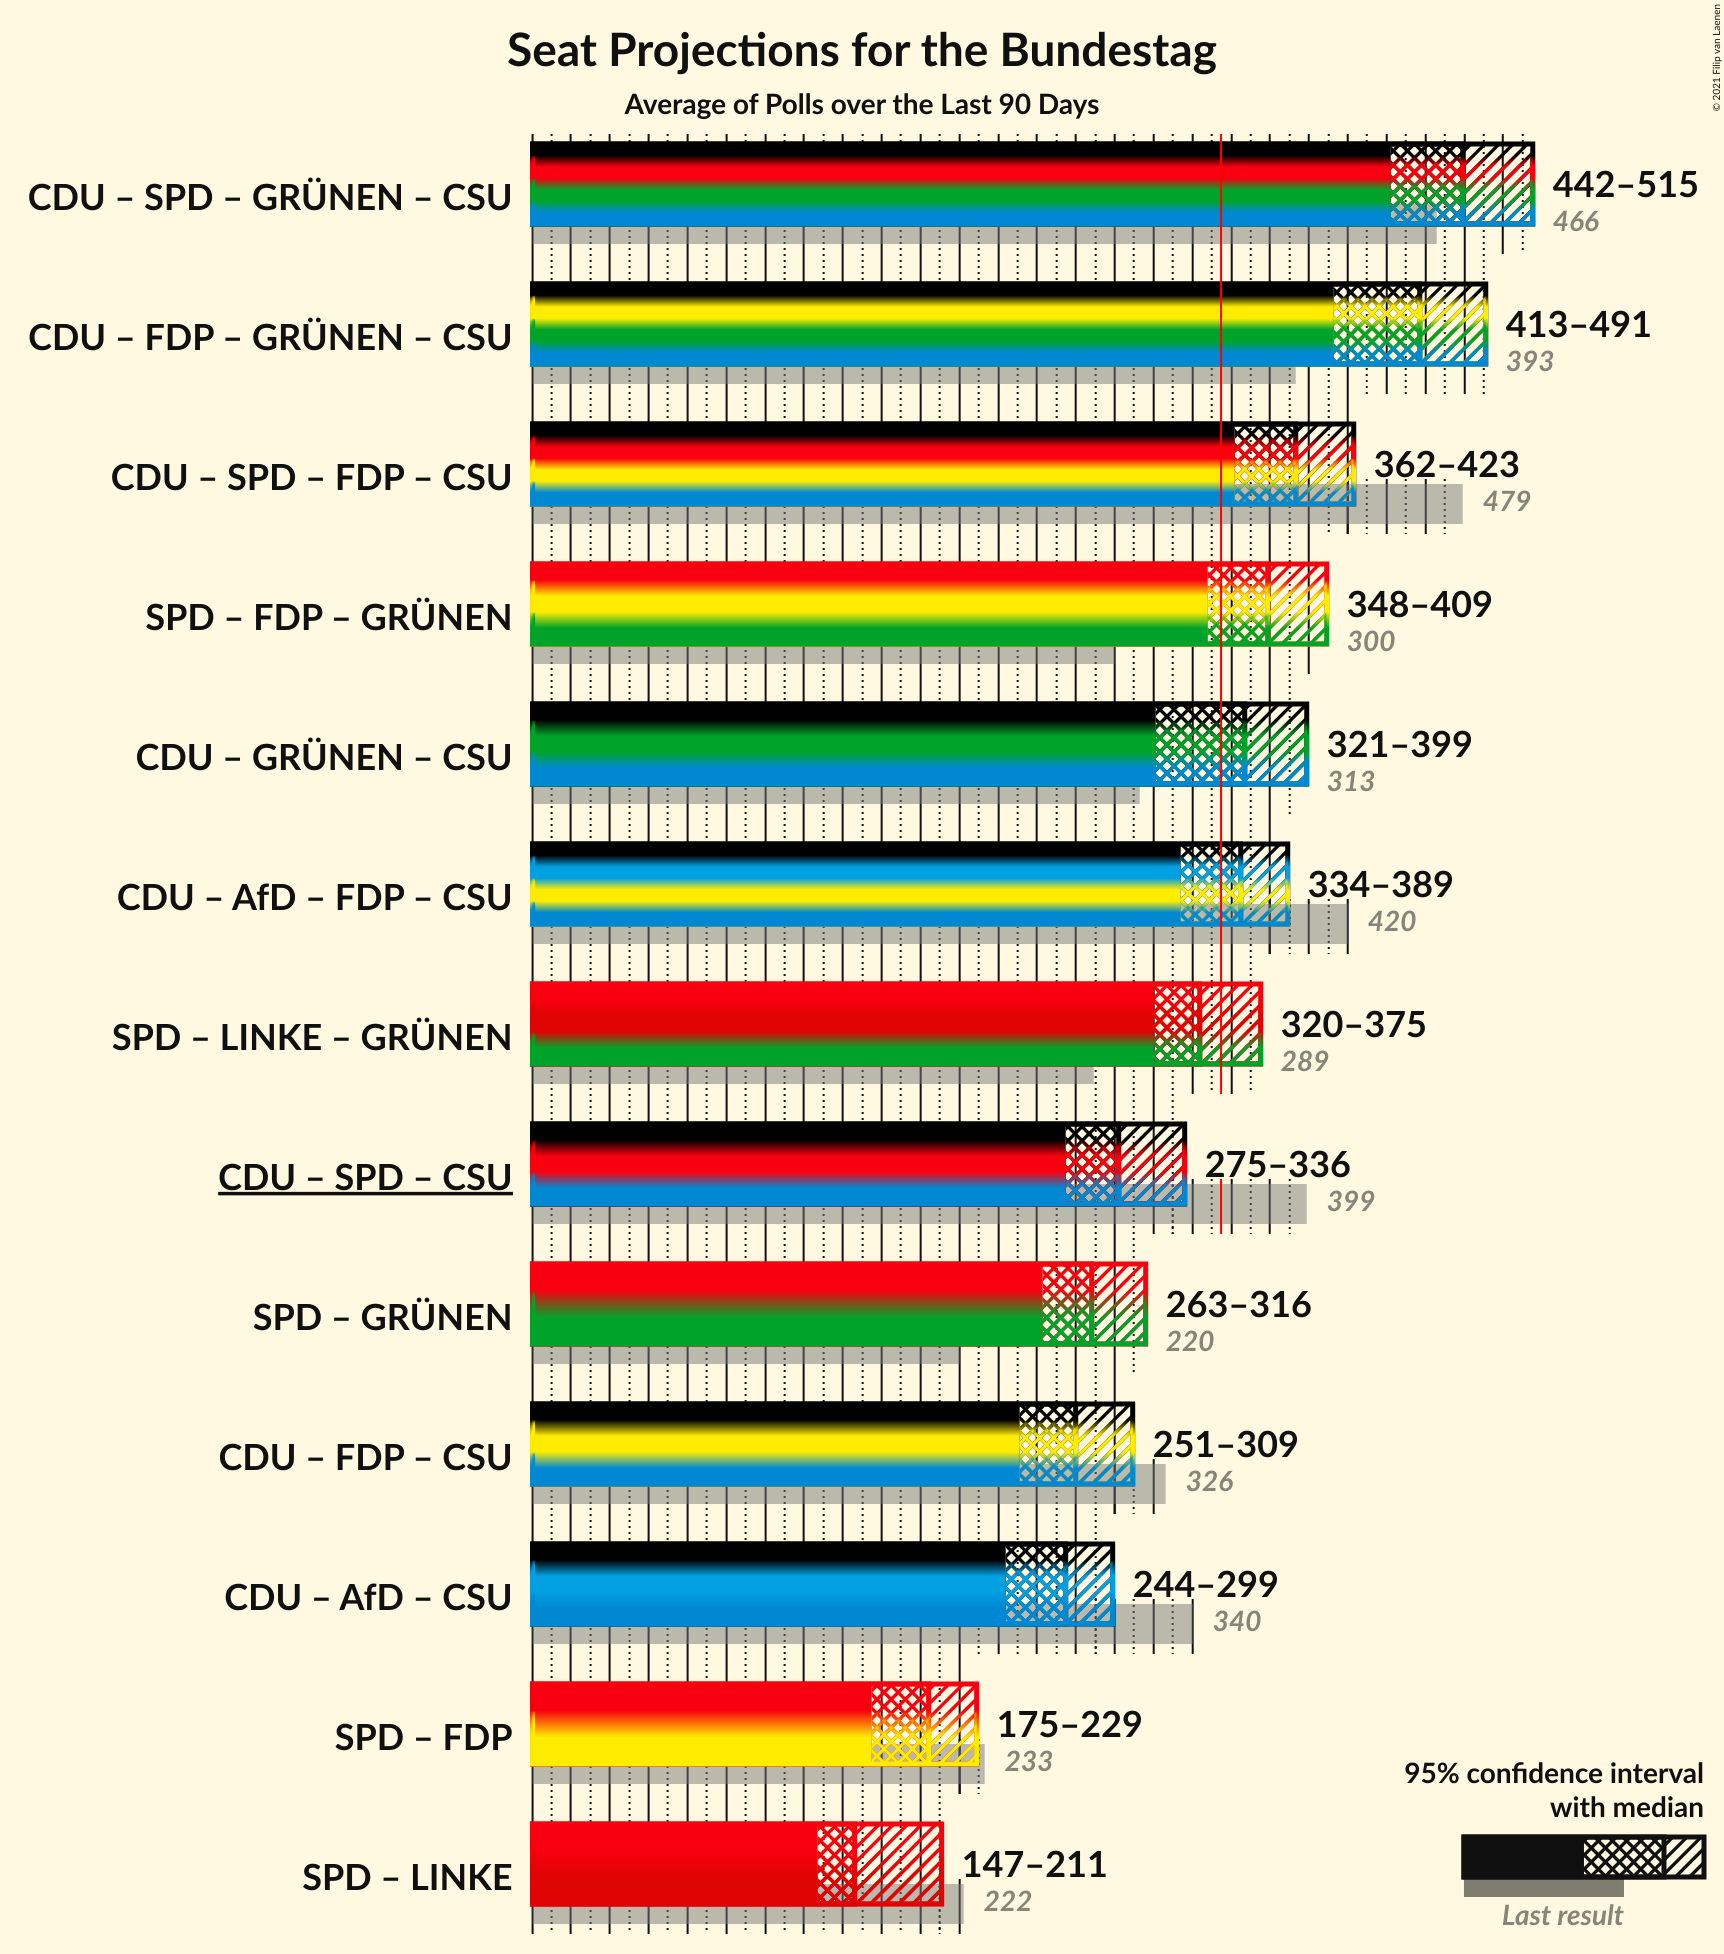 Seat Projections for the Bundestag
Average of Polls over the Last 90 Days
© 2021 Filip van Laenen
CDU – SPD – GRÜNEN – CSU
442–515
466
CDU – FDP – GRÜNEN – CSU
413–491
393
CDU – SPD – FDP – CSU
362–423
479
SPD – FDP – GRÜNEN
348–409
300
CDU – GRÜNEN – CSU
321–399
313
CDU – AfD – FDP – CSU
334–389
420
SPD – LINKE – GRÜNEN
320–375
289
CDU – SPD – CSU
275–336
399
SPD – GRÜNEN
263–316
220
CDU – FDP – CSU
251–309
326
CDU – AfD – CSU
244–299
340
SPD – FDP
175–229
233
SPD – LINKE
147–211
222
95% confidence interval
with median
Last result